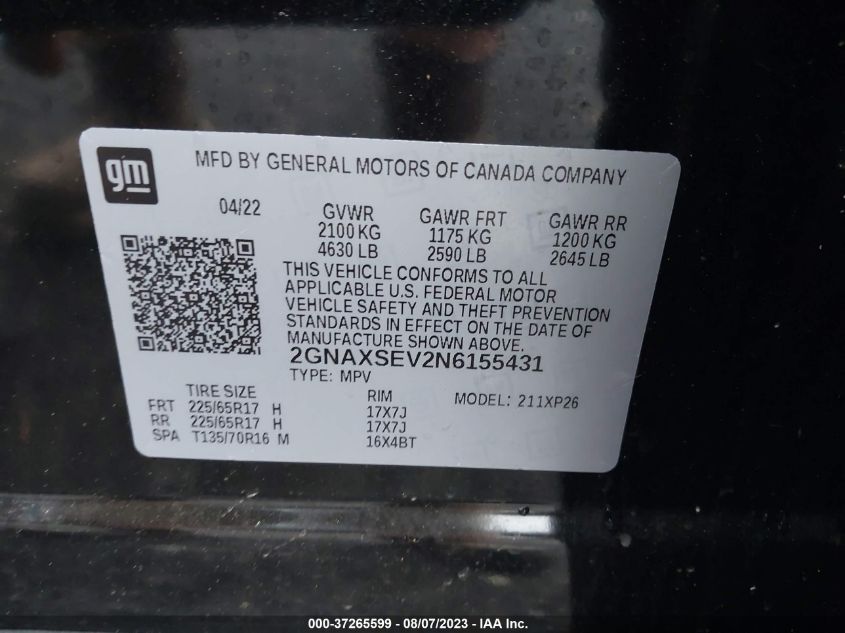 gm
MFD BY GENERAL MOTORS OF CANADA COMPANY
04/22 GVWR GAWR FRT GAWR RR
2100 KG 1175 KG 1200 KG
4630 LB 2590 LB 2645 LB
THIS VEHICLE CONFORMS TO ALL
APPLICABLE U.S. FEDERAL MOTOR
VEHICLE SAFETY AND THEFT PREVENTION
STANDARDS IN EFFECT ON THE DATE OF
MANUFACTURE SHOWN ABOVE.
2GNAXSEV2N6155431
TYPE: MPV
TIRE SIZE RIM MODEL: 211XP26
FRT 225/65R17 H 17X7J
RR 225/65R17 H 17X7J
SPA T135/70R16 M 16X4BT
000-37265599 - 08/07/2023 - IAA Inc.